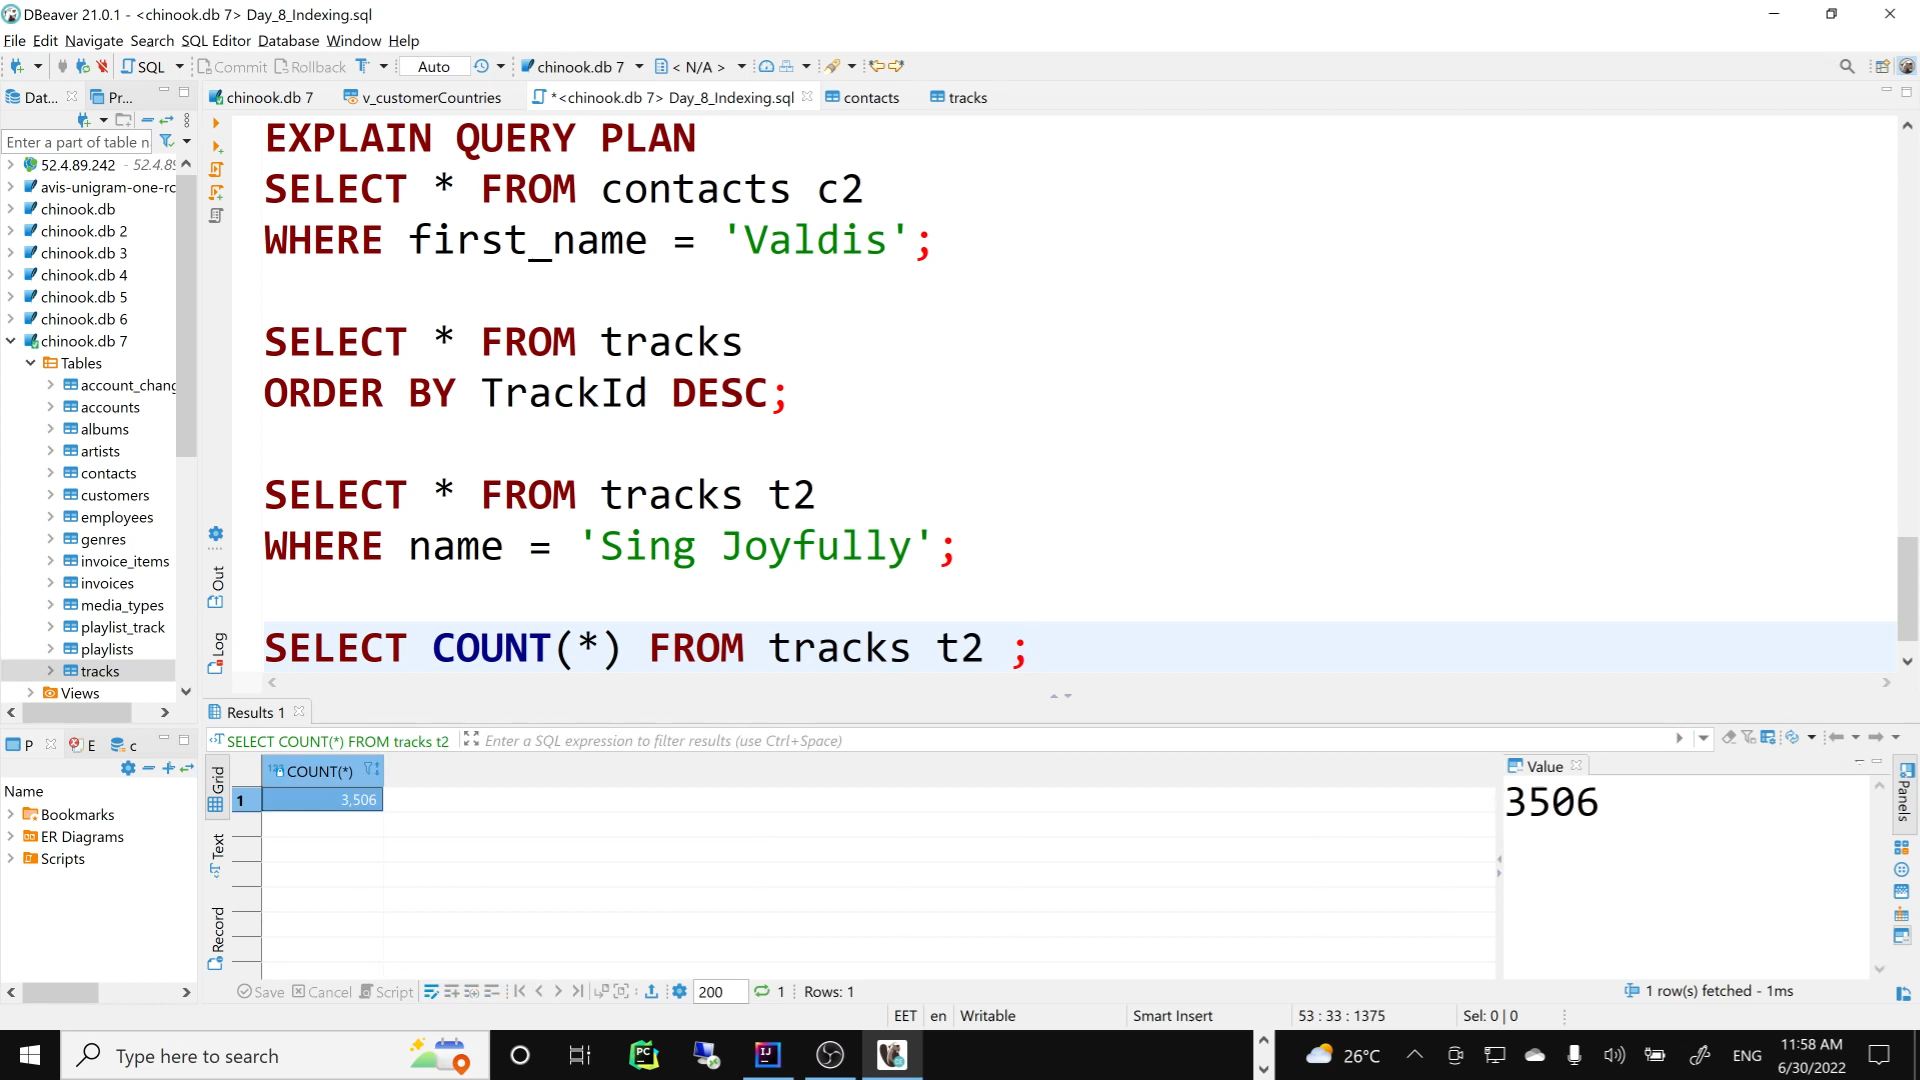 DBeaver 21.0.1 - <chinook.db 7> Day_8_Indexing.sql
File Edit Navigate Search SQL Editor Database Window Help
SQL Commit Rollback Auto chinook.db 7 < N/A >
Dat... Pr... chinook.db 7 v_customerCountries *<chinook.db 7> Day_8_Indexing.sql contacts tracks
Enter a part of table n
52.4.89.242 - 52.4.89
avis-unigram-one-ro
chinook.db
chinook.db 2
chinook.db 3
chinook.db 4
chinook.db 5
chinook.db 6
chinook.db 7
Tables
account_chang
accounts
albums
artists
contacts
customers
employees
genres
invoice_items
invoices
media_types
playlist_track
playlists
tracks
Views
EXPLAIN QUERY PLAN
SELECT * FROM contacts c2
WHERE first_name = 'Valdis';
SELECT * FROM tracks
ORDER BY TrackId DESC;
SELECT * FROM tracks t2
WHERE name = 'Sing Joyfully';
SELECT COUNT(*) FROM tracks t2 ;
Out
Log
P E c
Name
Bookmarks
ER Diagrams
Scripts
Results 1
SELECT COUNT(*) FROM tracks t2 Enter a SQL expression to filter results (use Ctrl+Space)
Grid
Text
Record
123 COUNT(*)
1 3,506
Value
3506
Panels
Save Cancel Script 200 1 Rows: 1 1 row(s) fetched - 1ms
EET en Writable Smart Insert 53 : 33 : 1375 Sel: 0 | 0
Type here to search
PC
IJ
26°C
ENG
11:58 AM
6/30/2022